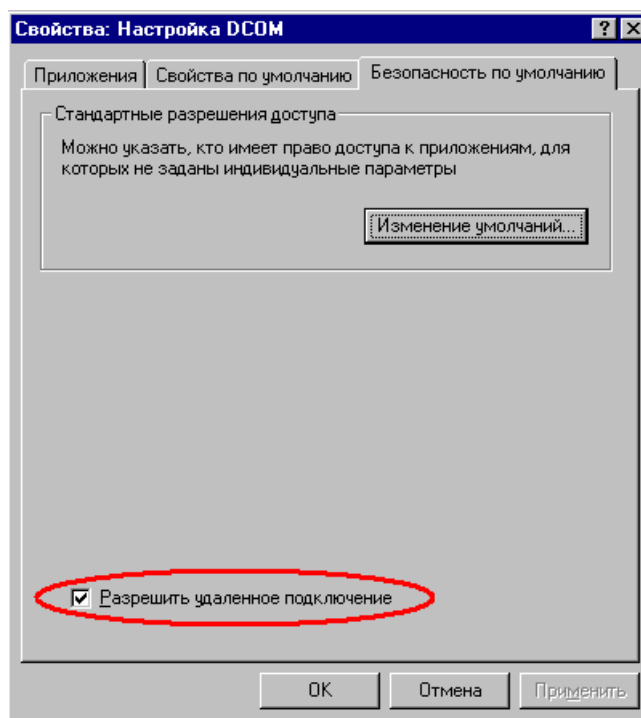 Свойства: Настройка DCOM
Приложения Свойства по умолчанию Безопасность по умолчанию
Стандартные разрешения доступа
Можно указать, кто имеет право доступа к приложениям, для
которых не заданы индивидуальные параметры
Изменение умолчаний...
Разрешить удаленное подключение
OK Отмена Применить